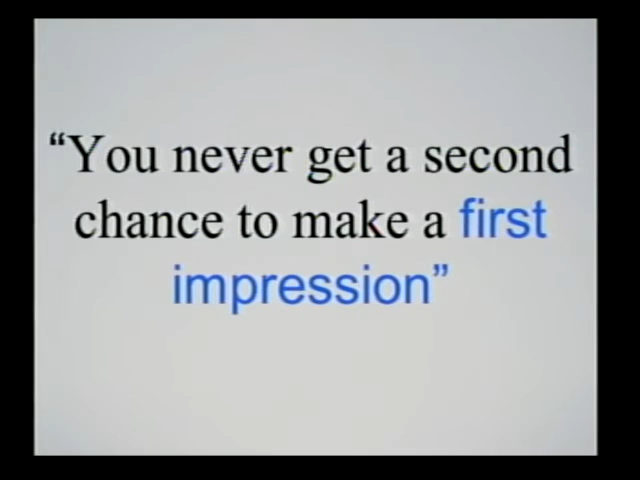 “You never get a second
chance to make a first
impression”